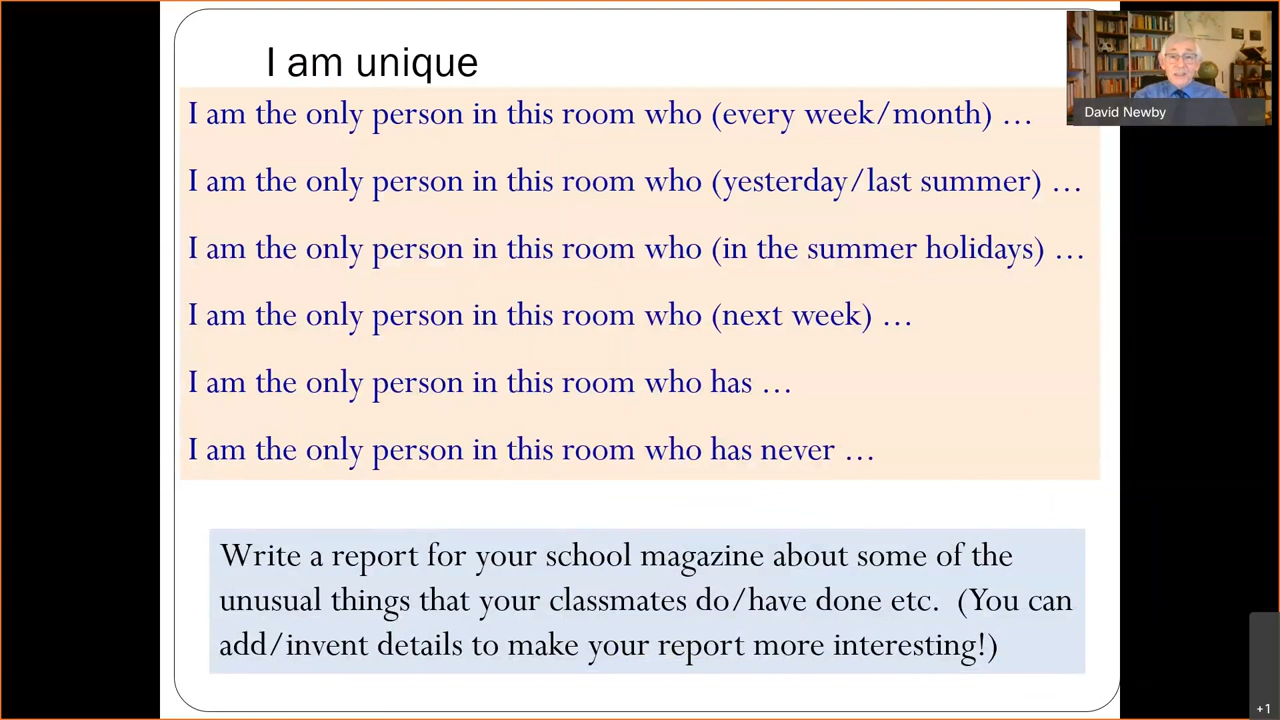 I am unique
I am the only person in this room who (every week/month) …
David Newby
I am the only person in this room who (yesterday/last summer) …
I am the only person in this room who (in the summer holidays) …
I am the only person in this room who (next week) …
I am the only person in this room who has …
I am the only person in this room who has never …
Write a report for your school magazine about some of the
unusual things that your classmates do/have done etc.  (You can
add/invent details to make your report more interesting!)
+1